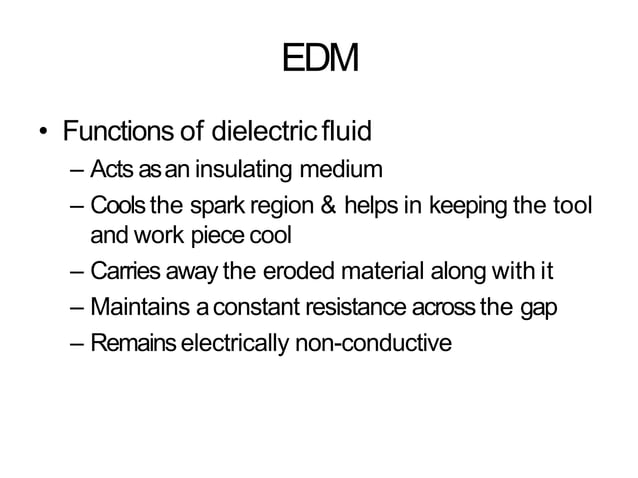 EDM
• Functions of dielectric fluid
– Acts as an insulating medium
– Cools the spark region & helps in keeping the tool
and work piece cool
– Carries away the eroded material along with it
– Maintains a constant resistance across the gap
– Remains electrically non-conductive